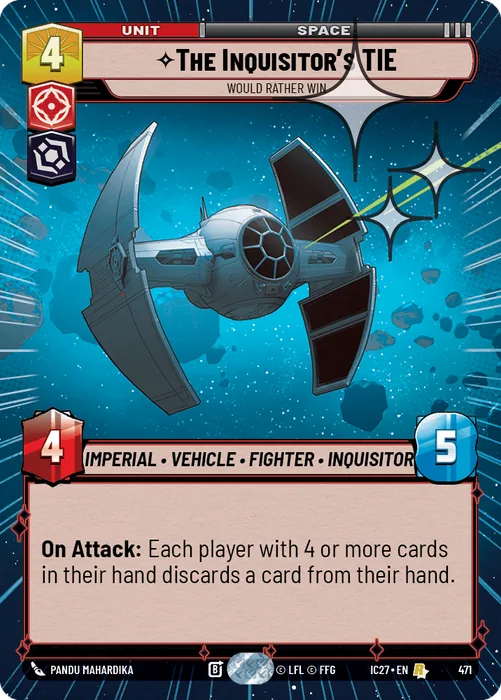 UNIT
SPACE
4
THE INQUISITOR'S TIE
WOULD RATHER WIN
4
IMPERIAL • VEHICLE • FIGHTER • INQUISITOR
5
On Attack: Each player with 4 or more cards
in their hand discards a card from their hand.
PANDU MAHARDIKA
B
© LFL © FFG
IC27 • EN
R
471